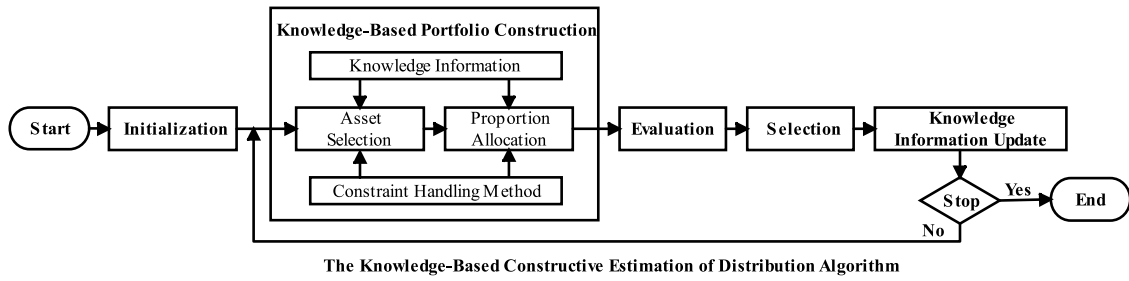 Knowledge-Based Portfolio Construction
Knowledge Information
Start
Initialization
Asset
Selection
Proportion
Allocation
Evaluation
Selection
Knowledge
Information Update
Constraint Handling Method
Stop
Yes
End
No
The Knowledge-Based Constructive Estimation of Distribution Algorithm